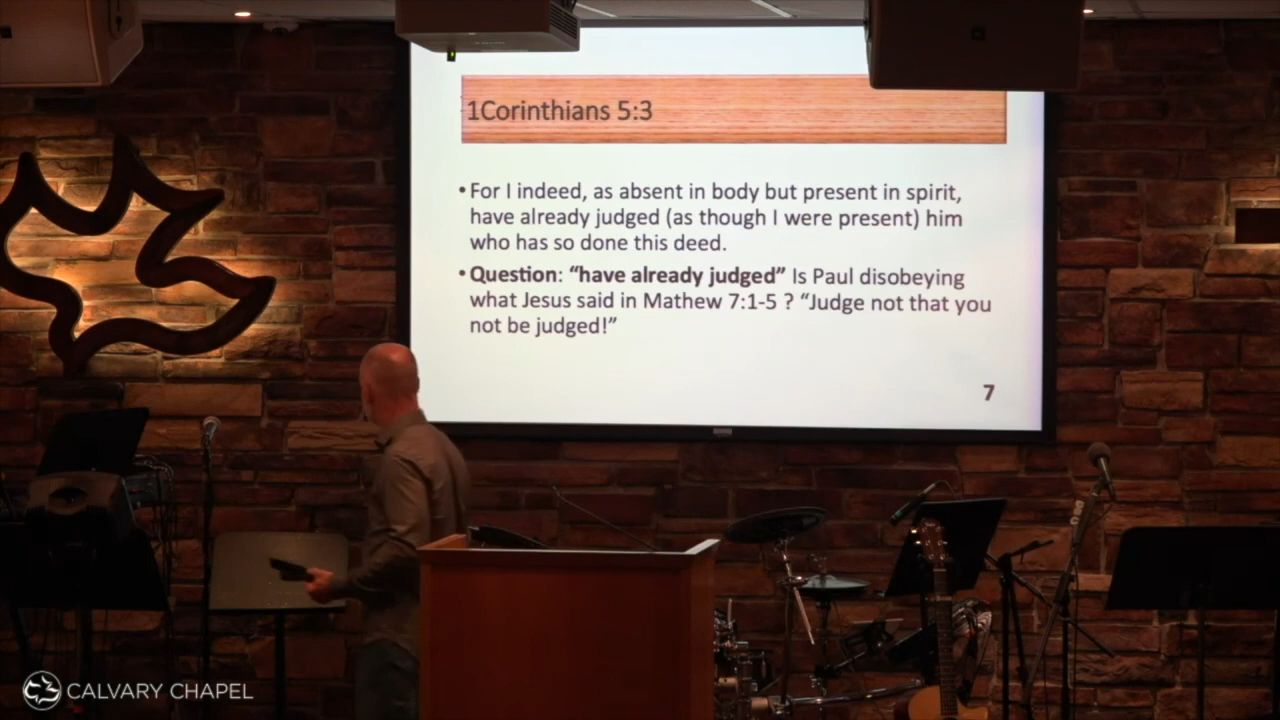 1Corinthians 5:3
• For I indeed, as absent in body but present in spirit,
have already judged (as though I were present) him
who has so done this deed.
• Question: “have already judged” Is Paul disobeying
what Jesus said in Mathew 7:1-5 ? “Judge not that you
not be judged!”
7
CALVARY CHAPEL